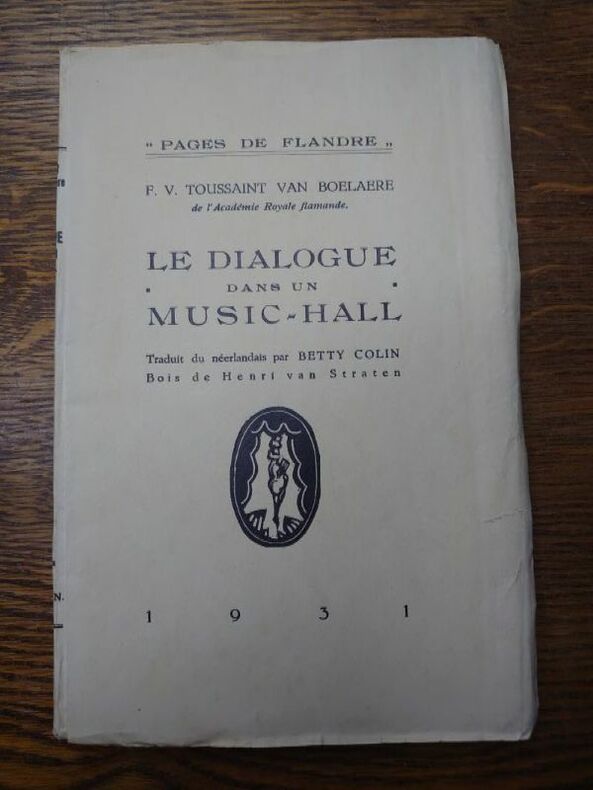 " PAGES DE FLANDRE „
F. V. TOUSSAINT VAN BOELAERE
de l'Académie Royale flamande.
LE DIALOGUE
DANS UN
MUSIC-HALL
Traduit du néerlandais par BETTY COLIN
Bois de Henri van Straten
1 9 3 1